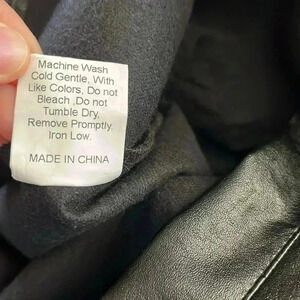 Machine Wash
Cold Gentle, With
Like Colors, Do not
Bleach ,Do not
Tumble Dry,
Remove Promptly.
Iron Low.
MADE IN CHINA